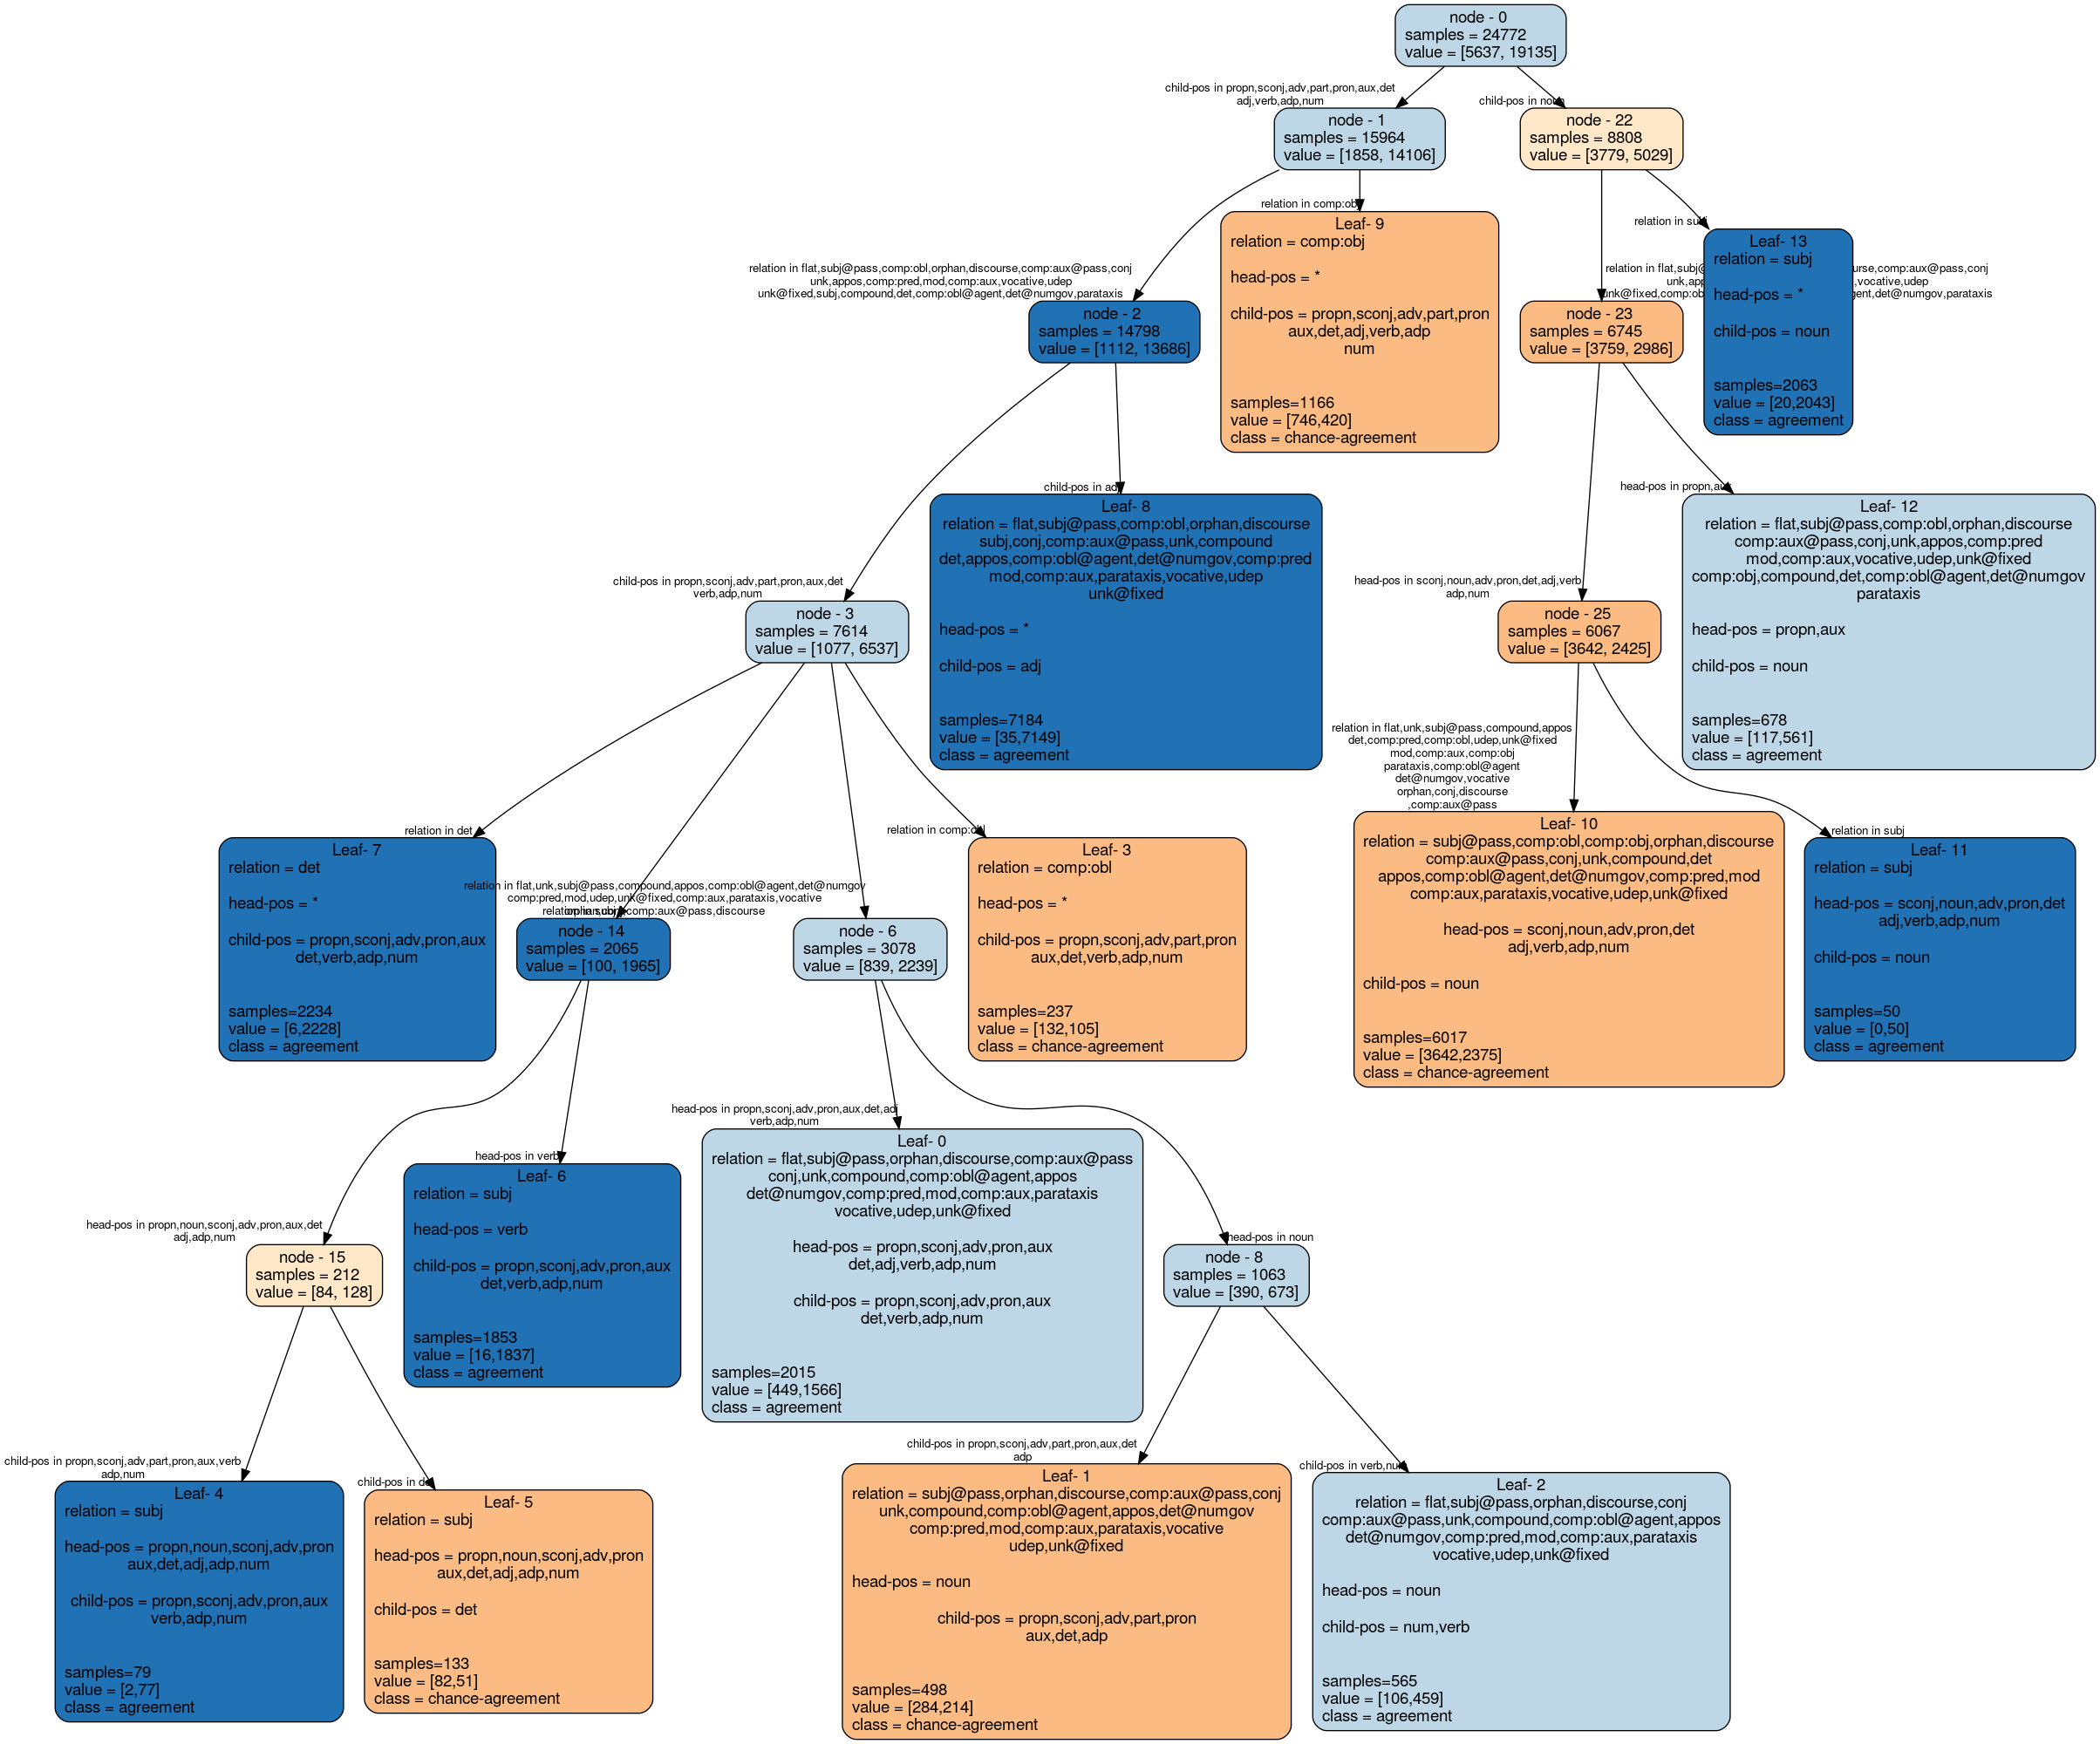 node - 0
samples = 24772
value = [5637, 19135]
child-pos in propn,sconj,adv,part,pron,aux,det
adj,verb,adp,num
child-pos in noun
node - 1
samples = 15964
value = [1858, 14106]
node - 22
samples = 8808
value = [3779, 5029]
relation in comp:obj
Leaf- 9
relation = comp:obj
head-pos = *
child-pos = propn,sconj,adv,part,pron
aux,det,adj,verb,adp
num
samples=1166
value = [746,420]
class = chance-agreement
relation in subj
Leaf- 13
relation = subj
head-pos = *
child-pos = noun
samples=2063
value = [20,2043]
class = agreement
relation in flat,subj@pass,comp:obl,orphan,discourse,comp:aux@pass,conj
unk,appos,comp:pred,mod,comp:aux,vocative,udep
unk@fixed,subj,compound,det,comp:obl@agent,det@numgov,parataxis
node - 2
samples = 14798
value = [1112, 13686]
relation in flat,subj@
urse,comp:aux@pass,conj
unk,app
,vocative,udep
unk@fixed,comp:ob
gent,det@numgov,parataxis
node - 23
samples = 6745
value = [3759, 2986]
child-pos in adj
Leaf- 8
relation = flat,subj@pass,comp:obl,orphan,discourse
subj,conj,comp:aux@pass,unk,compound
det,appos,comp:obl@agent,det@numgov,comp:pred
mod,comp:aux,parataxis,vocative,udep
unk@fixed
head-pos = *
child-pos = adj
samples=7184
value = [35,7149]
class = agreement
head-pos in propn,aux
Leaf- 12
relation = flat,subj@pass,comp:obl,orphan,discourse
comp:aux@pass,conj,unk,appos,comp:pred
mod,comp:aux,vocative,udep,unk@fixed
comp:obj,compound,det,comp:obl@agent,det@numgov
parataxis
head-pos = propn,aux
child-pos = noun
samples=678
value = [117,561]
class = agreement
child-pos in propn,sconj,adv,part,pron,aux,det
verb,adp,num
node - 3
samples = 7614
value = [1077, 6537]
head-pos in sconj,noun,adv,pron,det,adj,verb
adp,num
node - 25
samples = 6067
value = [3642, 2425]
relation in det
Leaf- 7
relation = det
head-pos = *
child-pos = propn,sconj,adv,pron,aux
det,verb,adp,num
samples=2234
value = [6,2228]
class = agreement
relation in flat,unk,subj@pass,compound,appos,comp:obl@agent,det@numgov
comp:pred,mod,udep,unk@fixed,comp:aux,parataxis,vocative
orphan,conj,comp:aux@pass,discourse
relation in subj
node - 14
samples = 2065
value = [100, 1965]
node - 6
samples = 3078
value = [839, 2239]
relation in comp:obl
Leaf- 3
relation = comp:obl
head-pos = *
child-pos = propn,sconj,adv,part,pron
aux,det,verb,adp,num
samples=237
value = [132,105]
class = chance-agreement
relation in flat,unk,subj@pass,compound,appos
det,comp:pred,comp:obl,udep,unk@fixed
mod,comp:aux,comp:obj
parataxis,comp:obl@agent
det@numgov,vocative
orphan,conj,discourse
,comp:aux@pass
Leaf- 10
relation = subj@pass,comp:obl,comp:obj,orphan,discourse
comp:aux@pass,conj,unk,compound,det
appos,comp:obl@agent,det@numgov,comp:pred,mod
comp:aux,parataxis,vocative,udep,unk@fixed
head-pos = sconj,noun,adv,pron,det
adj,verb,adp,num
child-pos = noun
samples=6017
value = [3642,2375]
class = chance-agreement
relation in subj
Leaf- 11
relation = subj
head-pos = sconj,noun,adv,pron,det
adj,verb,adp,num
child-pos = noun
samples=50
value = [0,50]
class = agreement
head-pos in propn,noun,sconj,adv,pron,aux,det
adj,adp,num
node - 15
samples = 212
value = [84, 128]
head-pos in verb
Leaf- 6
relation = subj
head-pos = verb
child-pos = propn,sconj,adv,pron,aux
det,verb,adp,num
samples=1853
value = [16,1837]
class = agreement
head-pos in propn,sconj,adv,pron,aux,det,adj
verb,adp,num
Leaf- 0
relation = flat,subj@pass,orphan,discourse,comp:aux@pass
conj,unk,compound,comp:obl@agent,appos
det@numgov,comp:pred,mod,comp:aux,parataxis
vocative,udep,unk@fixed
head-pos = propn,sconj,adv,pron,aux
det,adj,verb,adp,num
child-pos = propn,sconj,adv,pron,aux
det,verb,adp,num
samples=2015
value = [449,1566]
class = agreement
head-pos in noun
node - 8
samples = 1063
value = [390, 673]
child-pos in propn,sconj,adv,part,pron,aux,verb
adp,num
Leaf- 4
relation = subj
head-pos = propn,noun,sconj,adv,pron
aux,det,adj,adp,num
child-pos = propn,sconj,adv,pron,aux
verb,adp,num
samples=79
value = [2,77]
class = agreement
child-pos in det
Leaf- 5
relation = subj
head-pos = propn,noun,sconj,adv,pron
aux,det,adj,adp,num
child-pos = det
samples=133
value = [82,51]
class = chance-agreement
child-pos in propn,sconj,adv,part,pron,aux,det
adp
Leaf- 1
relation = subj@pass,orphan,discourse,comp:aux@pass,conj
unk,compound,comp:obl@agent,appos,det@numgov
comp:pred,mod,comp:aux,parataxis,vocative
udep,unk@fixed
head-pos = noun
child-pos = propn,sconj,adv,part,pron
aux,det,adp
samples=498
value = [284,214]
class = chance-agreement
child-pos in verb,num
Leaf- 2
relation = flat,subj@pass,orphan,discourse,conj
comp:aux@pass,unk,compound,comp:obl@agent,appos
det@numgov,comp:pred,mod,comp:aux,parataxis
vocative,udep,unk@fixed
head-pos = noun
child-pos = num,verb
samples=565
value = [106,459]
class = agreement